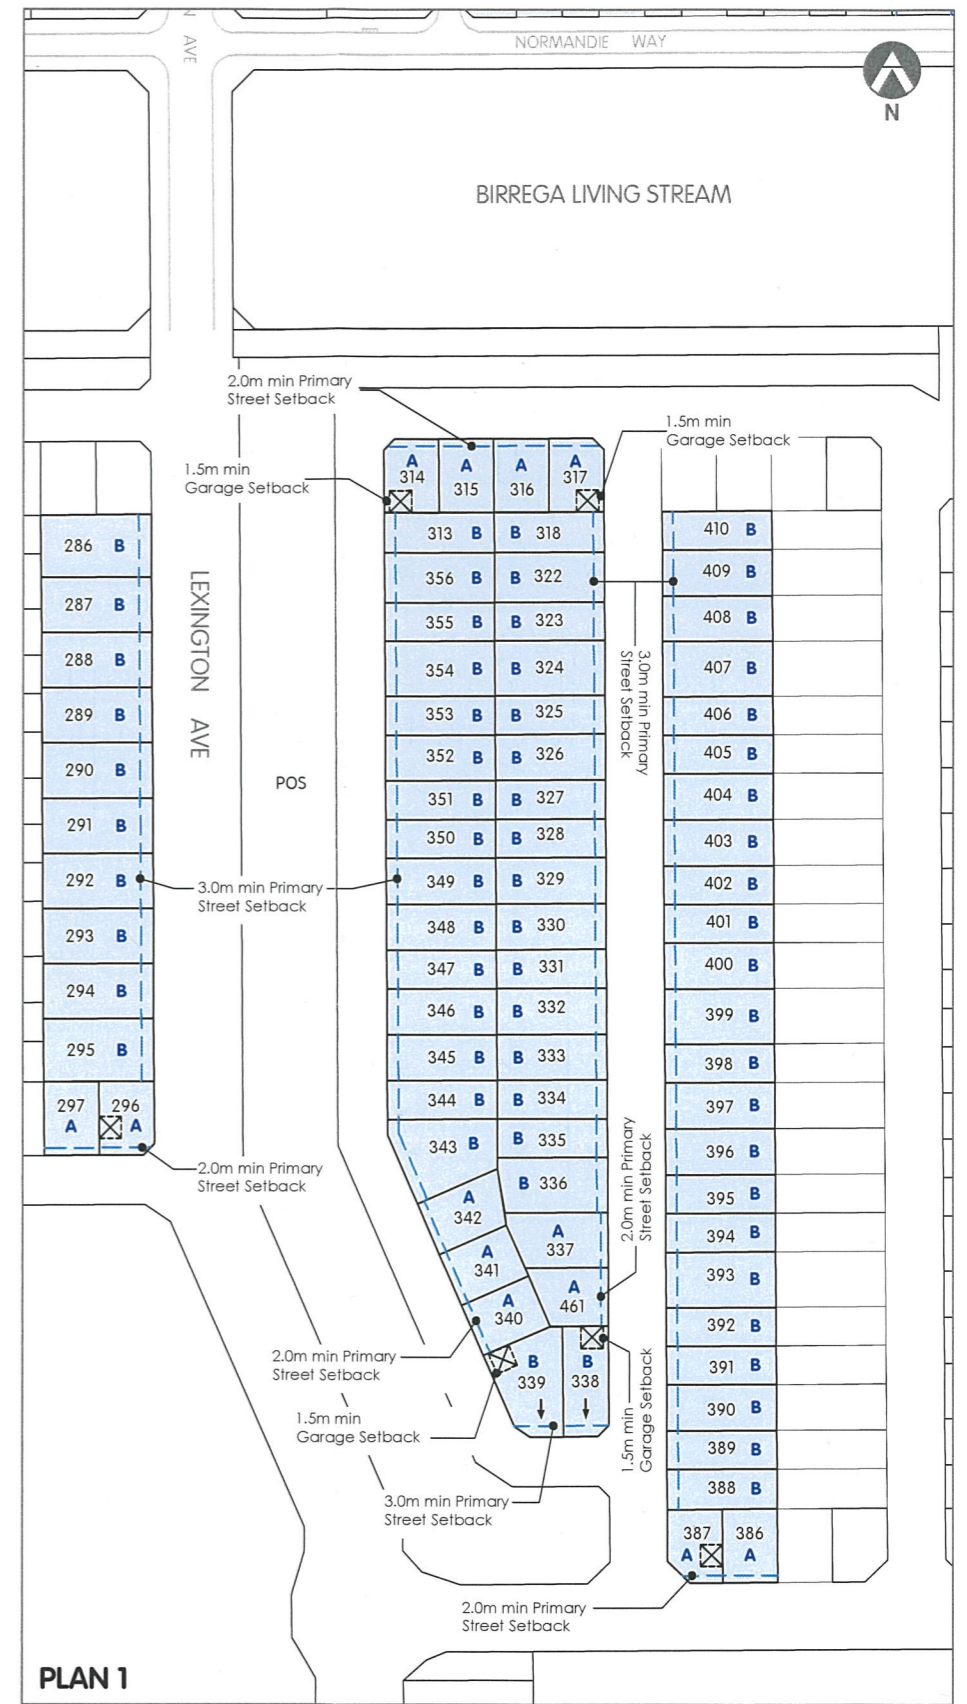 N AVE
NORMANDIE WAY
N
BIRREGA LIVING STREAM
2.0m min Primary
Street Setback
1.5m min
Garage Setback
1.5m min
Garage Setback
A
314
A
315
A
316
A
317
313 B
B 318
410 B
286 B
356 B
B 322
409 B
287 B
355 B
B 323
408 B
LEXINGTON AVE
288 B
354 B
B 324
3.0m min Primary
Street Setback
407 B
289 B
353 B
B 325
406 B
290 B
352 B
B 326
405 B
POS
351 B
B 327
404 B
291 B
350 B
B 328
403 B
292 B
3.0m min Primary
Street Setback
349 B
B 329
402 B
293 B
348 B
B 330
401 B
347 B
B 331
400 B
294 B
346 B
B 332
399 B
295 B
345 B
B 333
398 B
344 B
B 334
397 B
297
A
296
A
343 B
B 335
396 B
2.0m min Primary
Street Setback
B 336
2.0m min Primary
Street Setback
395 B
A
342
A
337
394 B
A
341
393 B
A
340
A
461
392 B
2.0m min Primary
Street Setback
B
339
B
338
391 B
1.5m min
Garage Setback
1.5m min
Garage Setback
390 B
389 B
3.0m min Primary
Street Setback
388 B
387
A
386
A
2.0m min Primary
Street Setback
PLAN 1